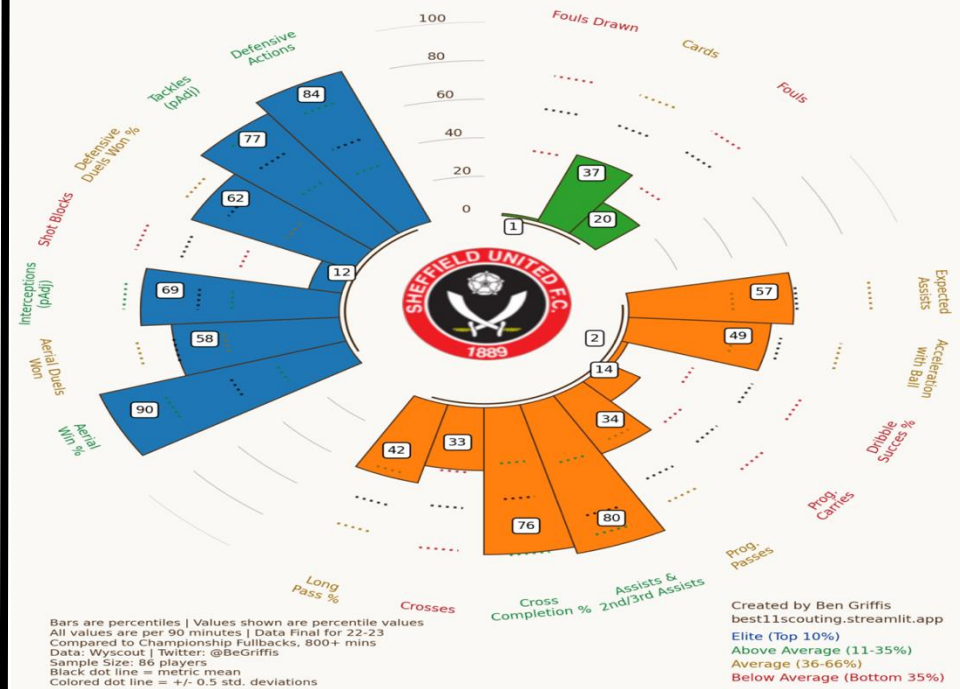 100
80
60
40
20
0
Fouls Drawn
Cards
Fouls
Defensive
Actions
Tackles
(pAdj)
Defensive
Duels Won %
Shot Blocks
Interceptions
(pAdj)
Aerial Duels
Won
Aerial
Win %
84
77
62
12
69
58
90
1
37
20
57
49
2
14
34
80
76
33
42
SHEFFIELD UNITED F.C.
1889
Expected
Assists
Acceleration
with Ball
Dribble
Succes %
Prog.
Carries
Prog.
Passes
Assists &
2nd/3rd Assists
Cross
Completion %
Crosses
Long
Pass %
Bars are percentiles | Values shown are percentile values
All values are per 90 minutes | Data Final for 22-23
Compared to Championship Fullbacks, 800+ mins
Data: Wyscout | Twitter: @BeGriffis
Sample Size: 86 players
Black dot line = metric mean
Colored dot line = +/- 0.5 std. deviations
Created by Ben Griffis
best11scouting.streamlit.app
Elite (Top 10%)
Above Average (11-35%)
Average (36-66%)
Below Average (Bottom 35%)